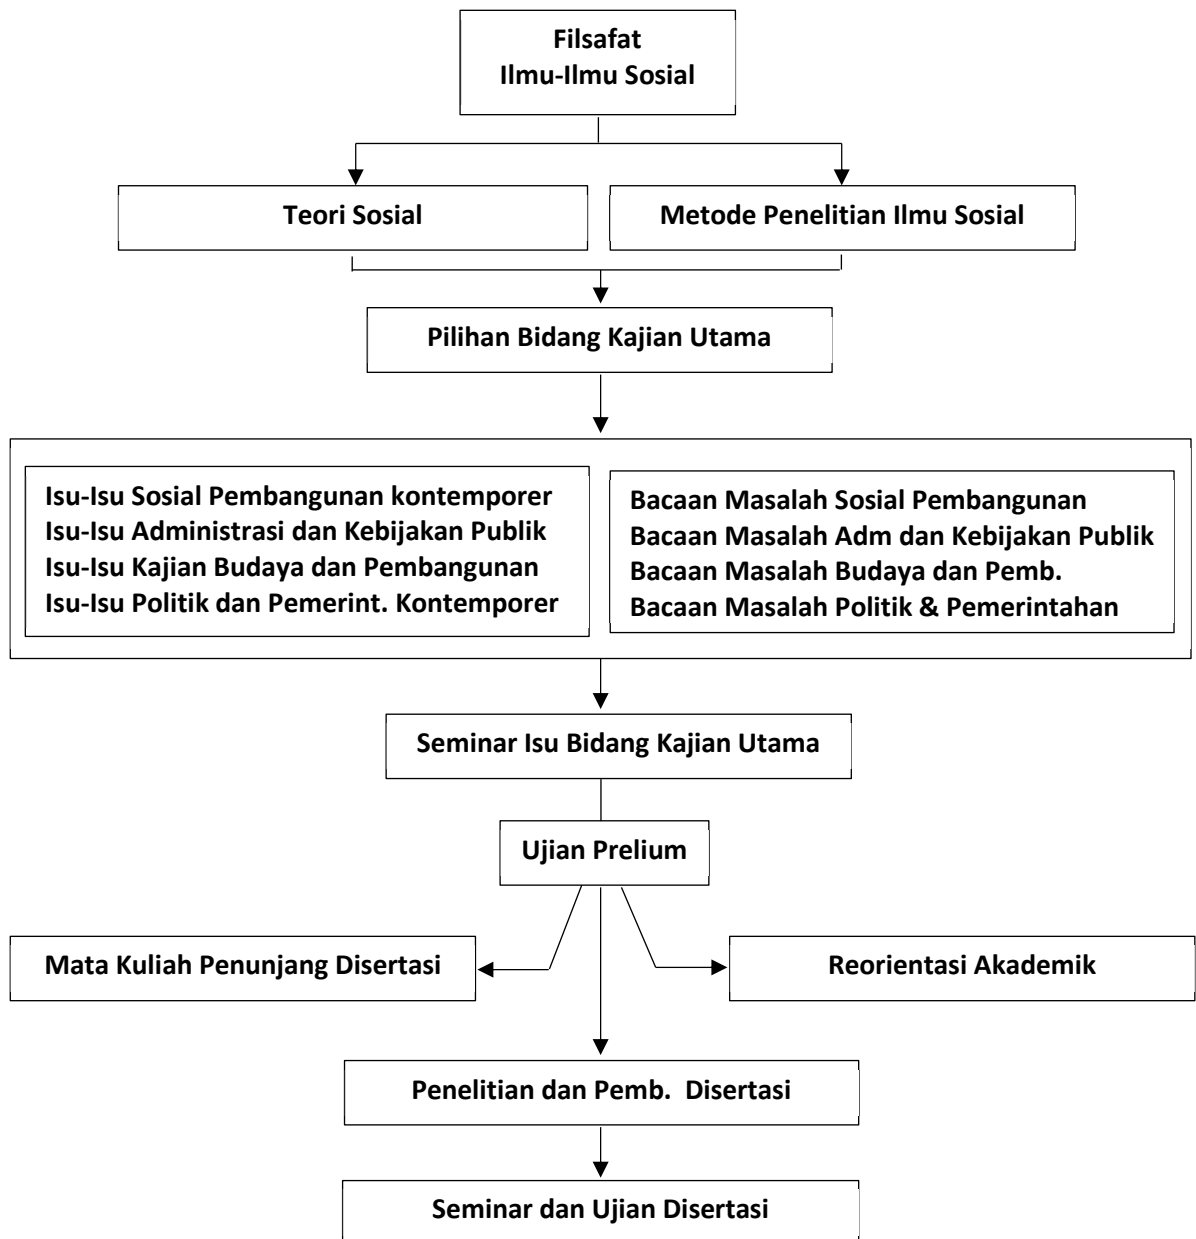 Filsafat
Ilmu-Ilmu Sosial
Teori Sosial
Metode Penelitian Ilmu Sosial
Pilihan Bidang Kajian Utama
Isu-Isu Sosial Pembangunan kontemporer
Isu-Isu Administrasi dan Kebijakan Publik
Isu-Isu Kajian Budaya dan Pembangunan
Isu-Isu Politik dan Pemerint. Kontemporer
Bacaan Masalah Sosial Pembangunan
Bacaan Masalah Adm dan Kebijakan Publik
Bacaan Masalah Budaya dan Pemb.
Bacaan Masalah Politik & Pemerintahan
Seminar Isu Bidang Kajian Utama
Ujian Prelium
Mata Kuliah Penunjang Disertasi
Reorientasi Akademik
Penelitian dan Pemb. Disertasi
Seminar dan Ujian Disertasi